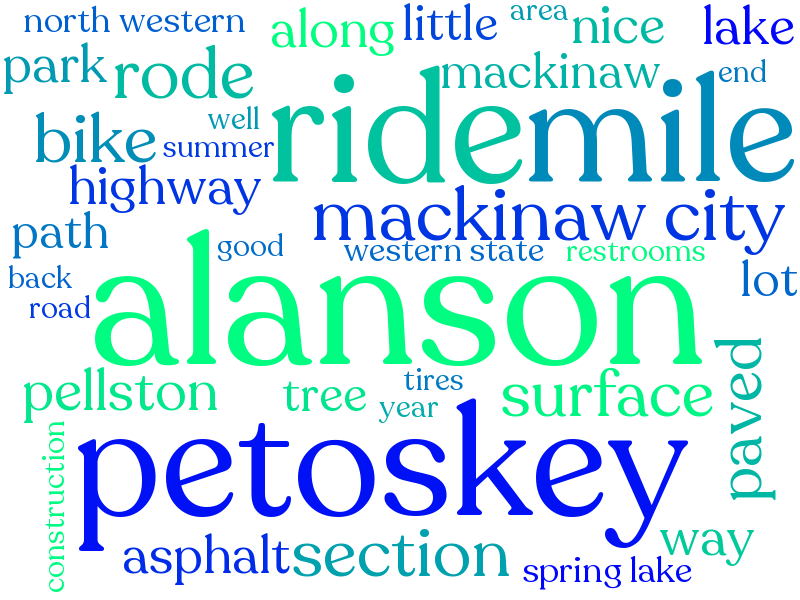 north western
along
little
area
nice
lake
park
rode
mackinaw
end
ride
mile
bike
well
summer
highway
mackinaw city
path
good
western state
restrooms
back
road
lot
alanson
pellston
tree
tires
year
surface
paved
construction
petoskey
asphalt
section
way
spring lake